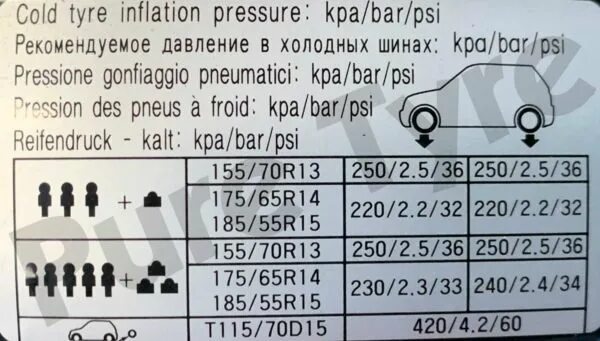 Cold tyre inflation pressure: kpa/bar/psi
Рекомендуемое давление в холодных шинах: kpa/bar/psi
Pressione gonfiaggio pneumatici: kpa/bar/psi
Pression des pneus à froid: kpa/bar/psi
Reifendruck - kalt: kpa/bar/psi
155/70R13 250/2.5/36 250/2.5/36
+ 175/65R14 220/2.2/32 220/2.2/32
185/55R15
155/70R13 250/2.5/36 250/2.5/36
+ 175/65R14 230/2.3/33 240/2.4/34
185/55R15
T115/70D15 420/4.2/60
Pure Tyre